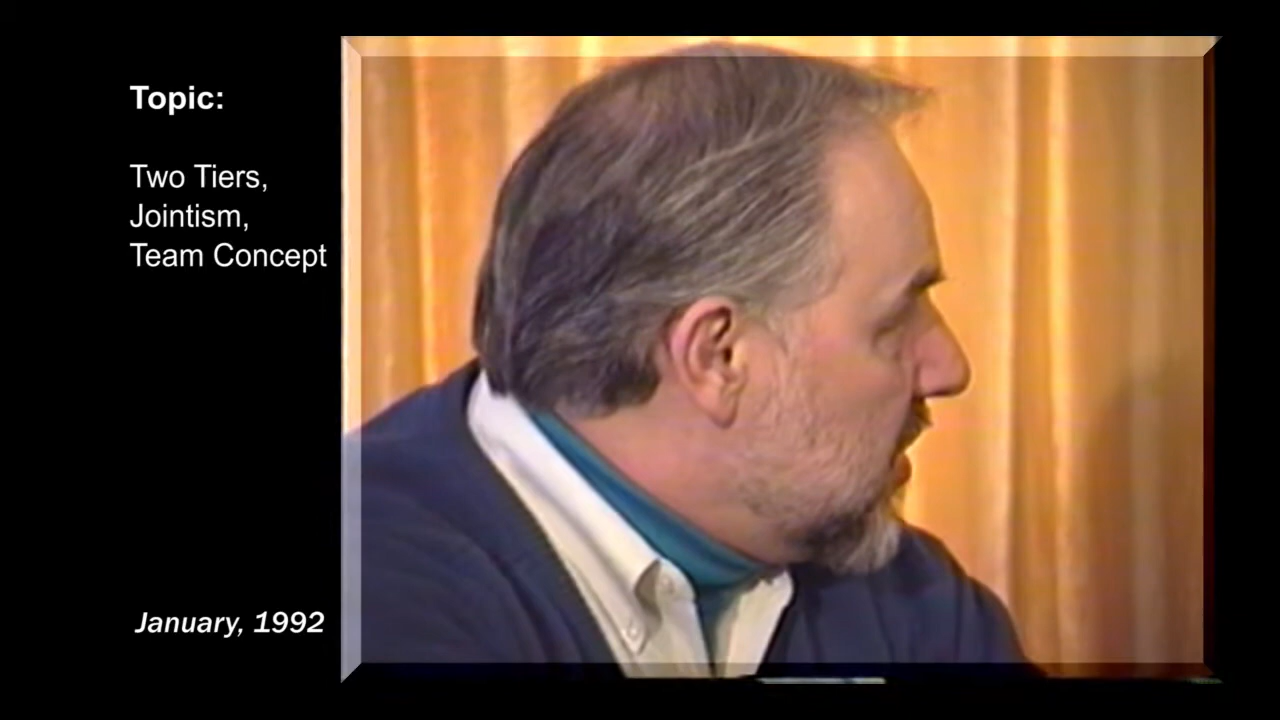 Topic:
Two Tiers,
Jointism,
Team Concept
January, 1992